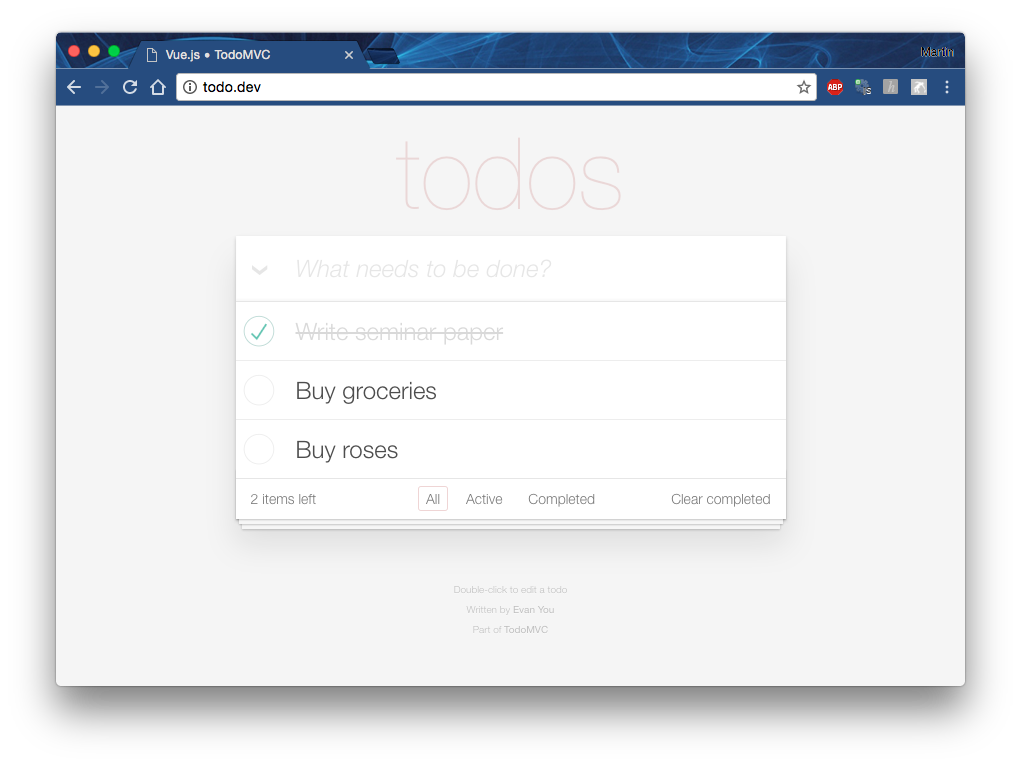 Vue.js • TodoMVC
Martin
todo.dev
ABP
todos
What needs to be done?
Write seminar paper
Buy groceries
Buy roses
2 items left All Active Completed Clear completed
Double-click to edit a todo
Written by Evan You
Part of TodoMVC